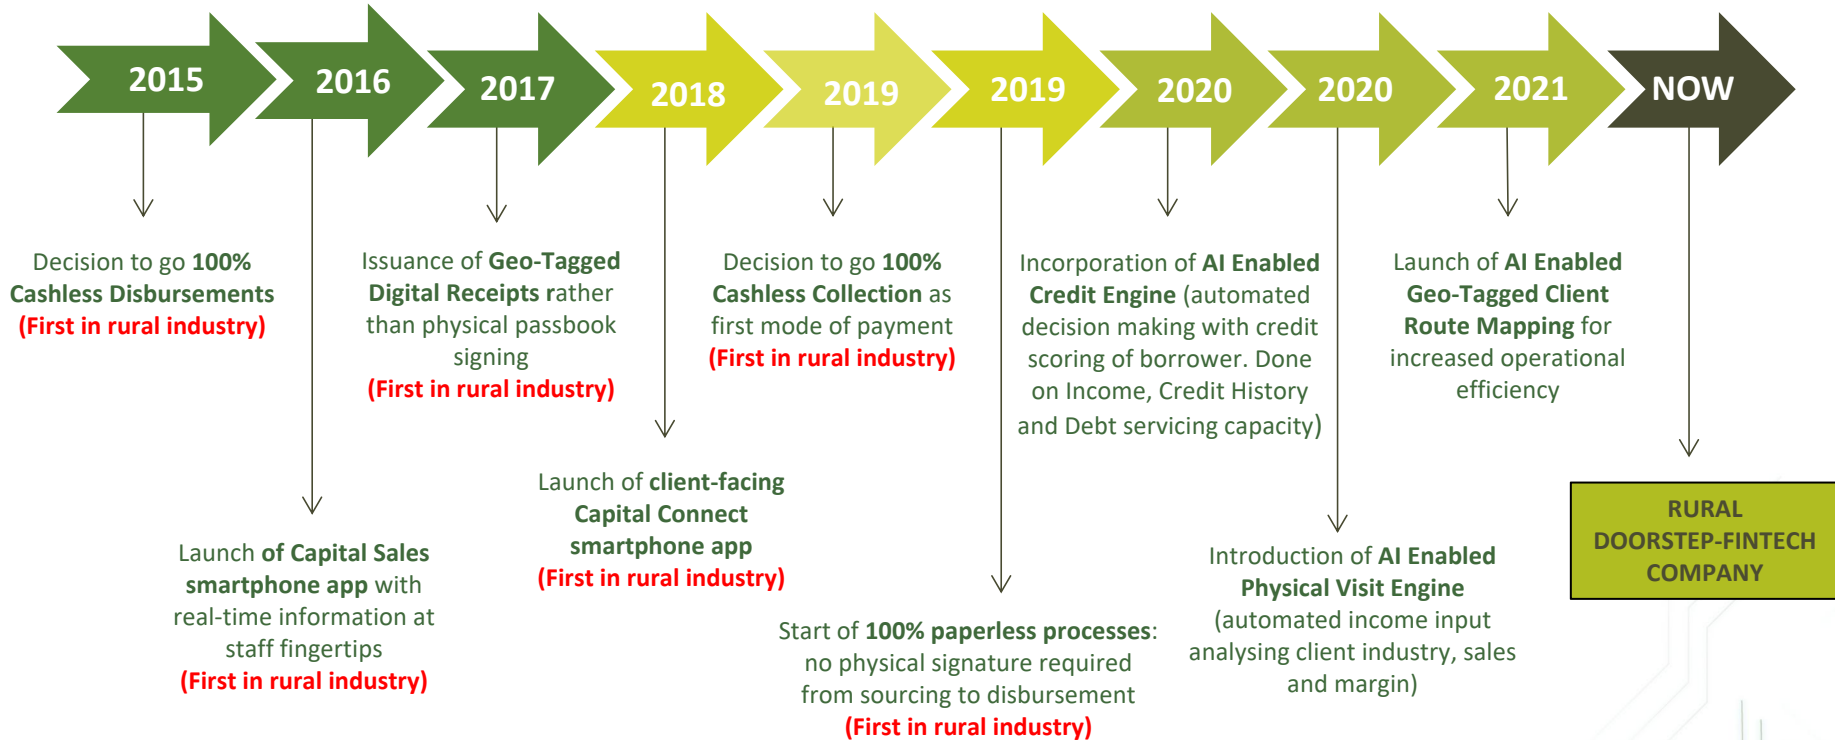 2015
2016
2017
2018
2019
2019
2020
2020
2021
NOW
Decision to go 100%
Cashless Disbursements
(First in rural industry)
Launch of Capital Sales
smartphone app with
real-time information at
staff fingertips
(First in rural industry)
Issuance of Geo-Tagged
Digital Receipts rather
than physical passbook
signing
(First in rural industry)
Launch of client-facing
Capital Connect
smartphone app
(First in rural industry)
Decision to go 100%
Cashless Collection as
first mode of payment
(First in rural industry)
Start of 100% paperless processes:
no physical signature required
from sourcing to disbursement
(First in rural industry)
Incorporation of AI Enabled
Credit Engine (automated
decision making with credit
scoring of borrower. Done
on Income, Credit History
and Debt servicing capacity)
Introduction of AI Enabled
Physical Visit Engine
(automated income input
analysing client industry, sales
and margin)
Launch of AI Enabled
Geo-Tagged Client
Route Mapping for
increased operational
efficiency
RURAL
DOORSTEP-FINTECH
COMPANY